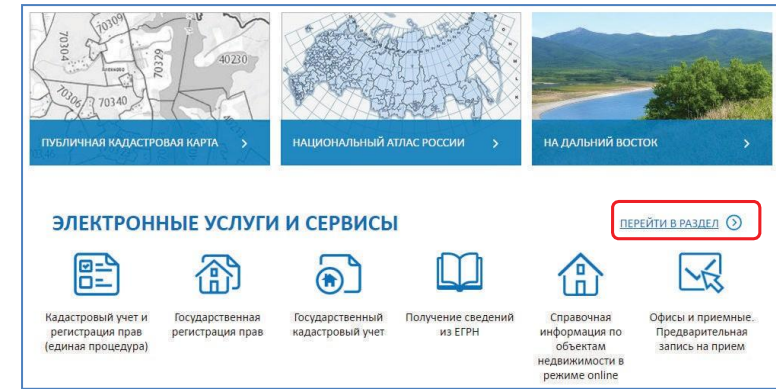 70309
70304
70329
40230
70306
70340
ПУБЛИЧНАЯ КАДАСТРОВАЯ КАРТА
НАЦИОНАЛЬНЫЙ АТЛАС РОССИИ
НА ДАЛЬНИЙ ВОСТОК
ЭЛЕКТРОННЫЕ УСЛУГИ И СЕРВИСЫ
ПЕРЕЙТИ В РАЗДЕЛ
Кадастровый учет и
регистрация прав
(единая процедура)
Государственная
регистрация прав
Государственный
кадастровый учет
Получение сведений
из ЕГРН
Справочная
информация по
объектам
недвижимости в
режиме online
Офисы и приемные.
Предварительная
запись на прием